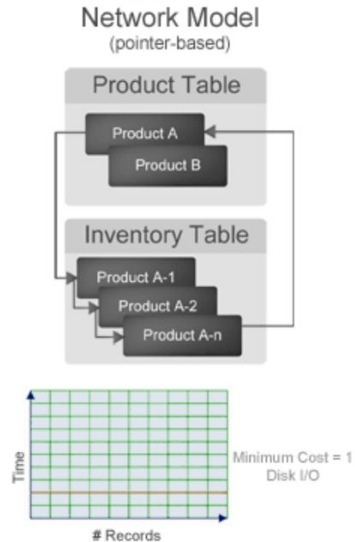 Network Model
(pointer-based)
Product Table
Product A
Product B
Inventory Table
Product A-1
Product A-2
Product A-n
Time
Minimum Cost = 1
Disk I/O
# Records